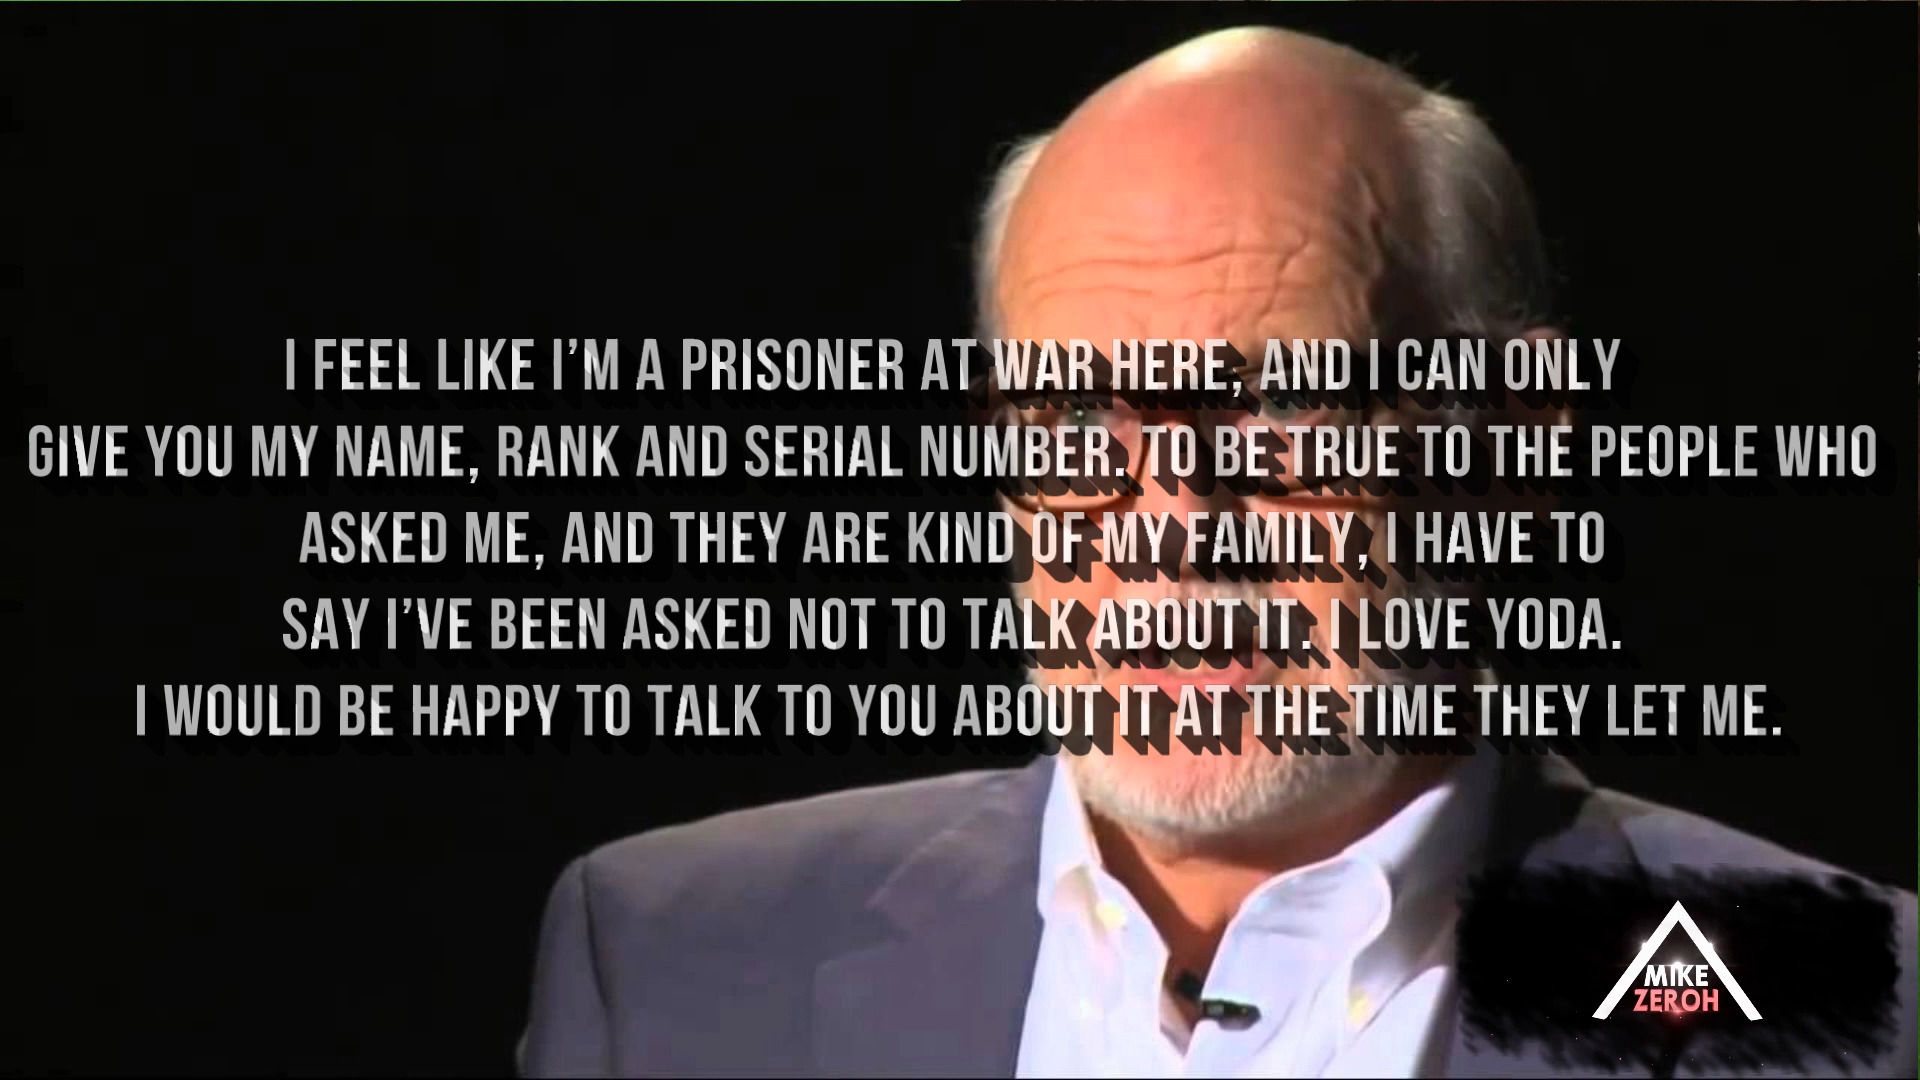 I FEEL LIKE I'M A PRISONER AT WAR HERE, AND I CAN ONLY
GIVE YOU MY NAME, RANK AND SERIAL NUMBER. TO BE TRUE TO THE PEOPLE WHO
ASKED ME, AND THEY ARE KIND OF MY FAMILY, I HAVE TO
SAY I'VE BEEN ASKED NOT TO TALK ABOUT IT. I LOVE YODA.
I WOULD BE HAPPY TO TALK TO YOU ABOUT IT AT THE TIME THEY LET ME.
MIKE
ZEROH